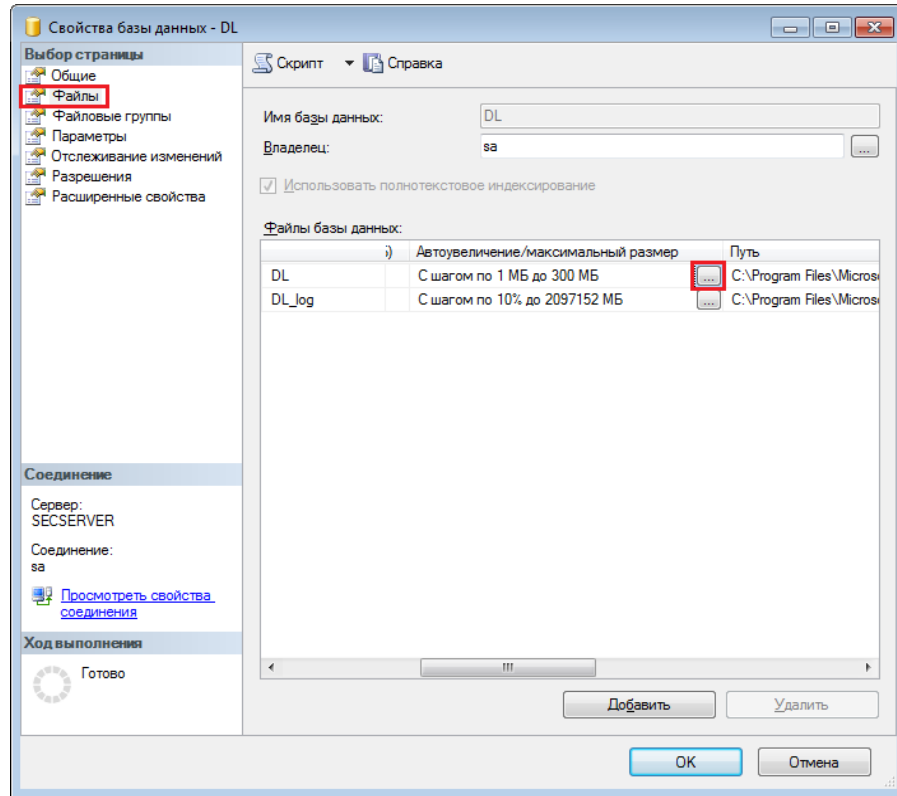 Свойства базы данных - DL
Выбор страницы
Общие
Файлы
Файловые группы
Параметры
Отслеживание изменений
Разрешения
Расширенные свойства
Скрипт
Справка
Имя базы данных:
DL
Владелец:
sa
...
Использовать полнотекстовое индексирование
Файлы базы данных:
) Автоувеличение/максимальный размер Путь
DL С шагом по 1 МБ до 300 МБ ... C:\Program Files\Micros
DL_log С шагом по 10% до 2097152 МБ ... C:\Program Files\Micros
Соединение
Сервер:
SECSERVER
Соединение:
sa
Просмотреть свойства
соединения
Ход выполнения
Готово
Добавить
Удалить
OK
Отмена